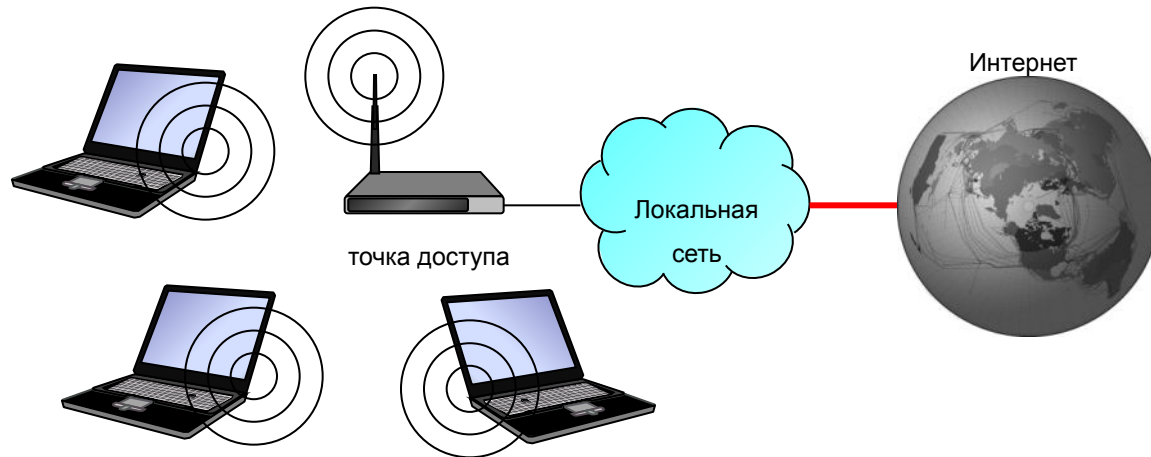 Интернет
Локальная
сеть
точка доступа